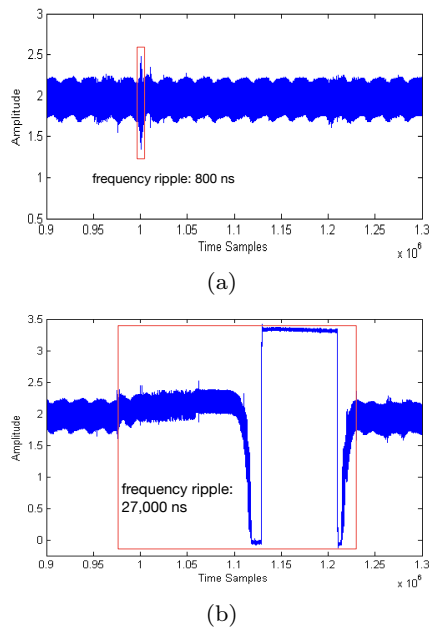 3
2.5
2
1.5
1
0.5
Amplitude
frequency ripple: 800 ns
0.9 0.95 1 1.05 1.1 1.15 1.2 1.25 1.3
Time Samples
x 10^6
(a)
3.5
3
2.5
2
1.5
1
0.5
0
Amplitude
frequency ripple:
27,000 ns
0.9 0.95 1 1.05 1.1 1.15 1.2 1.25 1.3
Time Samples
x 10^6
(b)